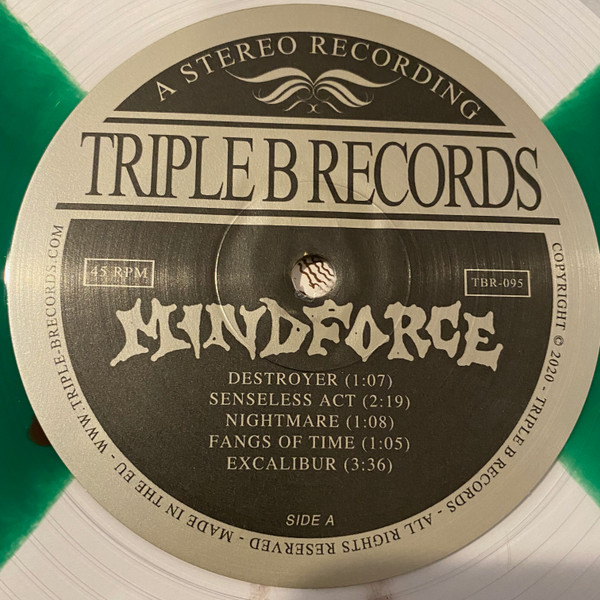 A STEREO RECORDING
TRIPLE B RECORDS
45 RPM
TBR-095
MINDFORCE
DESTROYER (1:07)
SENSELESS ACT (2:19)
NIGHTMARE (1:08)
FANGS OF TIME (1:05)
EXCALIBUR (3:36)
SIDE A
COPYRIGHT © 2020 - TRIPLE B RECORDS - ALL RIGHTS RESERVED - MADE IN THE EU - WWW.TRIPLE-BRECORDS.COM